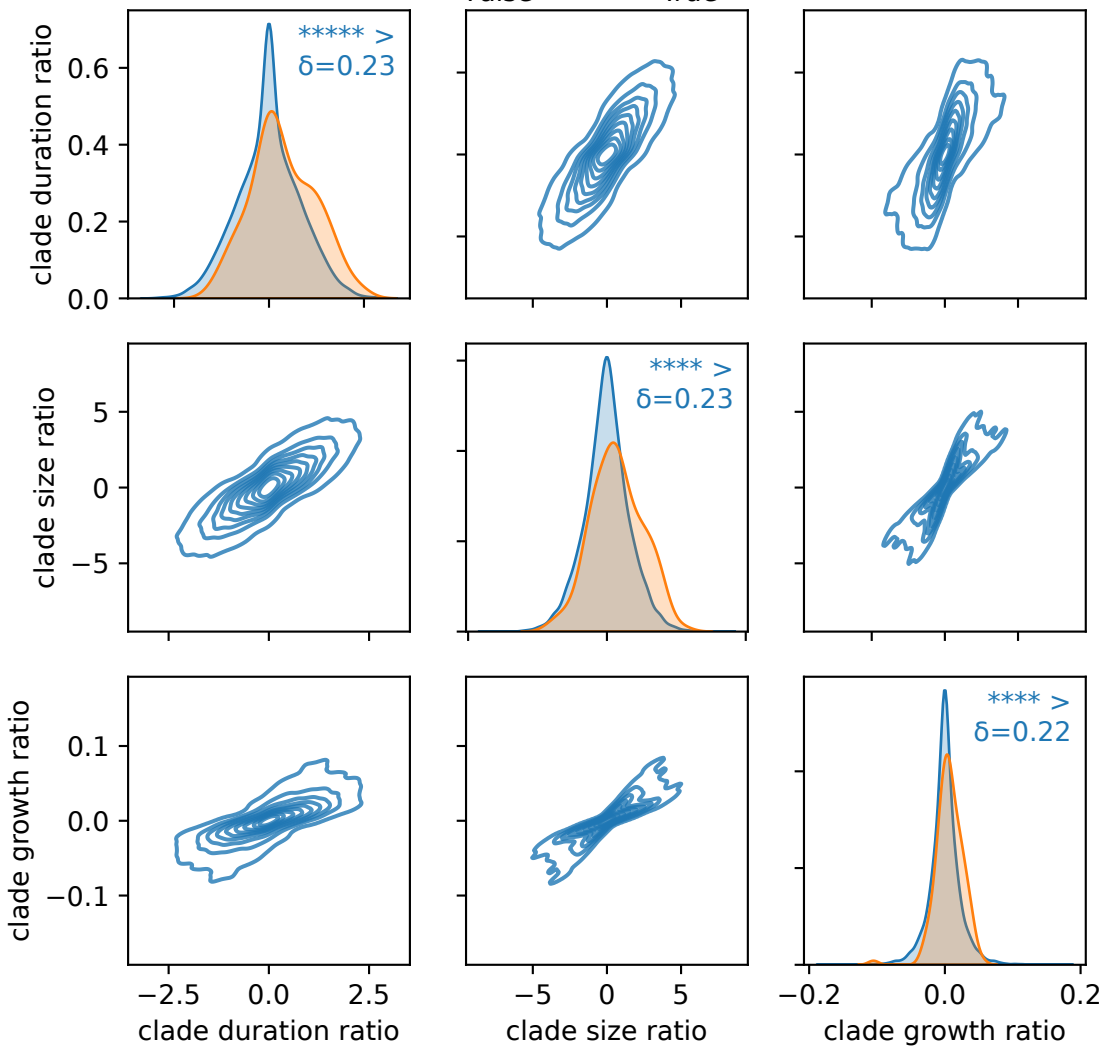 ***** >
δ=0.23
clade duration ratio
0.6
0.4
0.2
0.0
**** >
δ=0.23
clade size ratio
5
0
−5
**** >
δ=0.22
clade growth ratio
0.1
0.0
−0.1
−2.5 0.0 2.5
−5 0 5
−0.2 0.0 0.2
clade duration ratio
clade size ratio
clade growth ratio